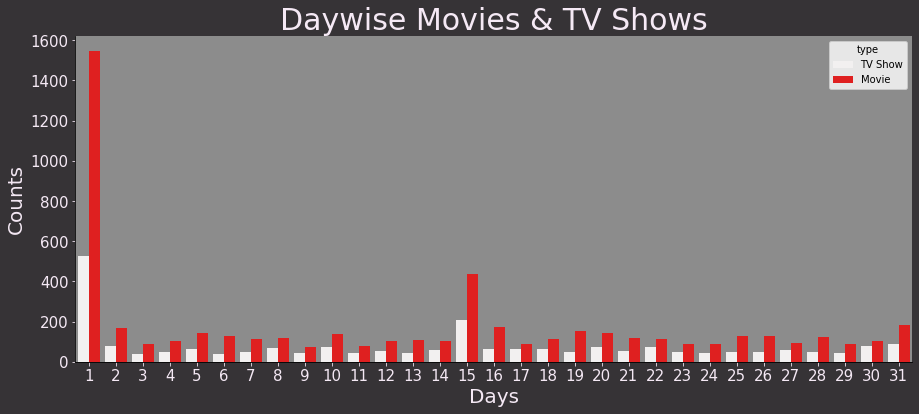 Daywise Movies & TV Shows
type
TV Show
Movie
1600
1400
1200
1000
800
600
400
200
0
Counts
1 2 3 4 5 6 7 8 9 10 11 12 13 14 15 16 17 18 19 20 21 22 23 24 25 26 27 28 29 30 31
Days